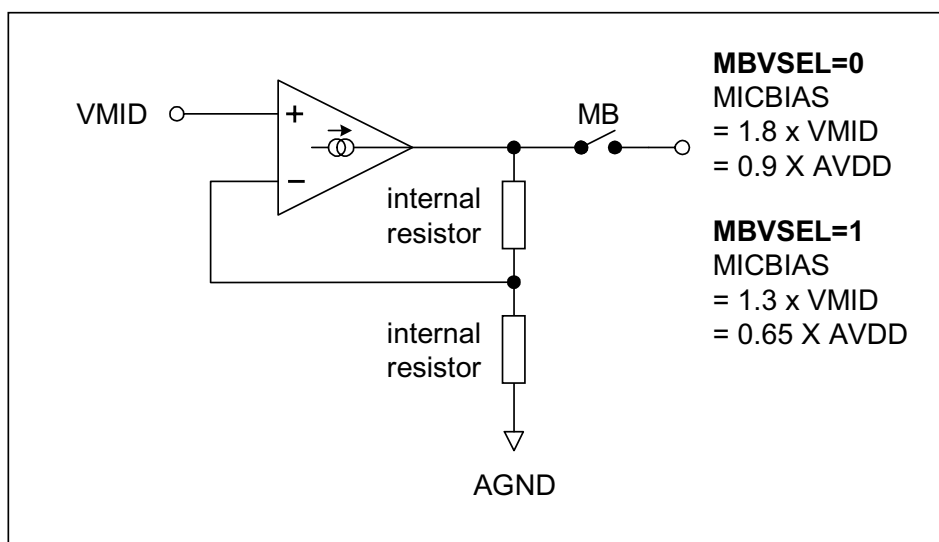 VMID
+
−
MB
internal
resistor
internal
resistor
AGND
MBVSEL=0
MICBIAS
= 1.8 x VMID
= 0.9 X AVDD
MBVSEL=1
MICBIAS
= 1.3 x VMID
= 0.65 X AVDD